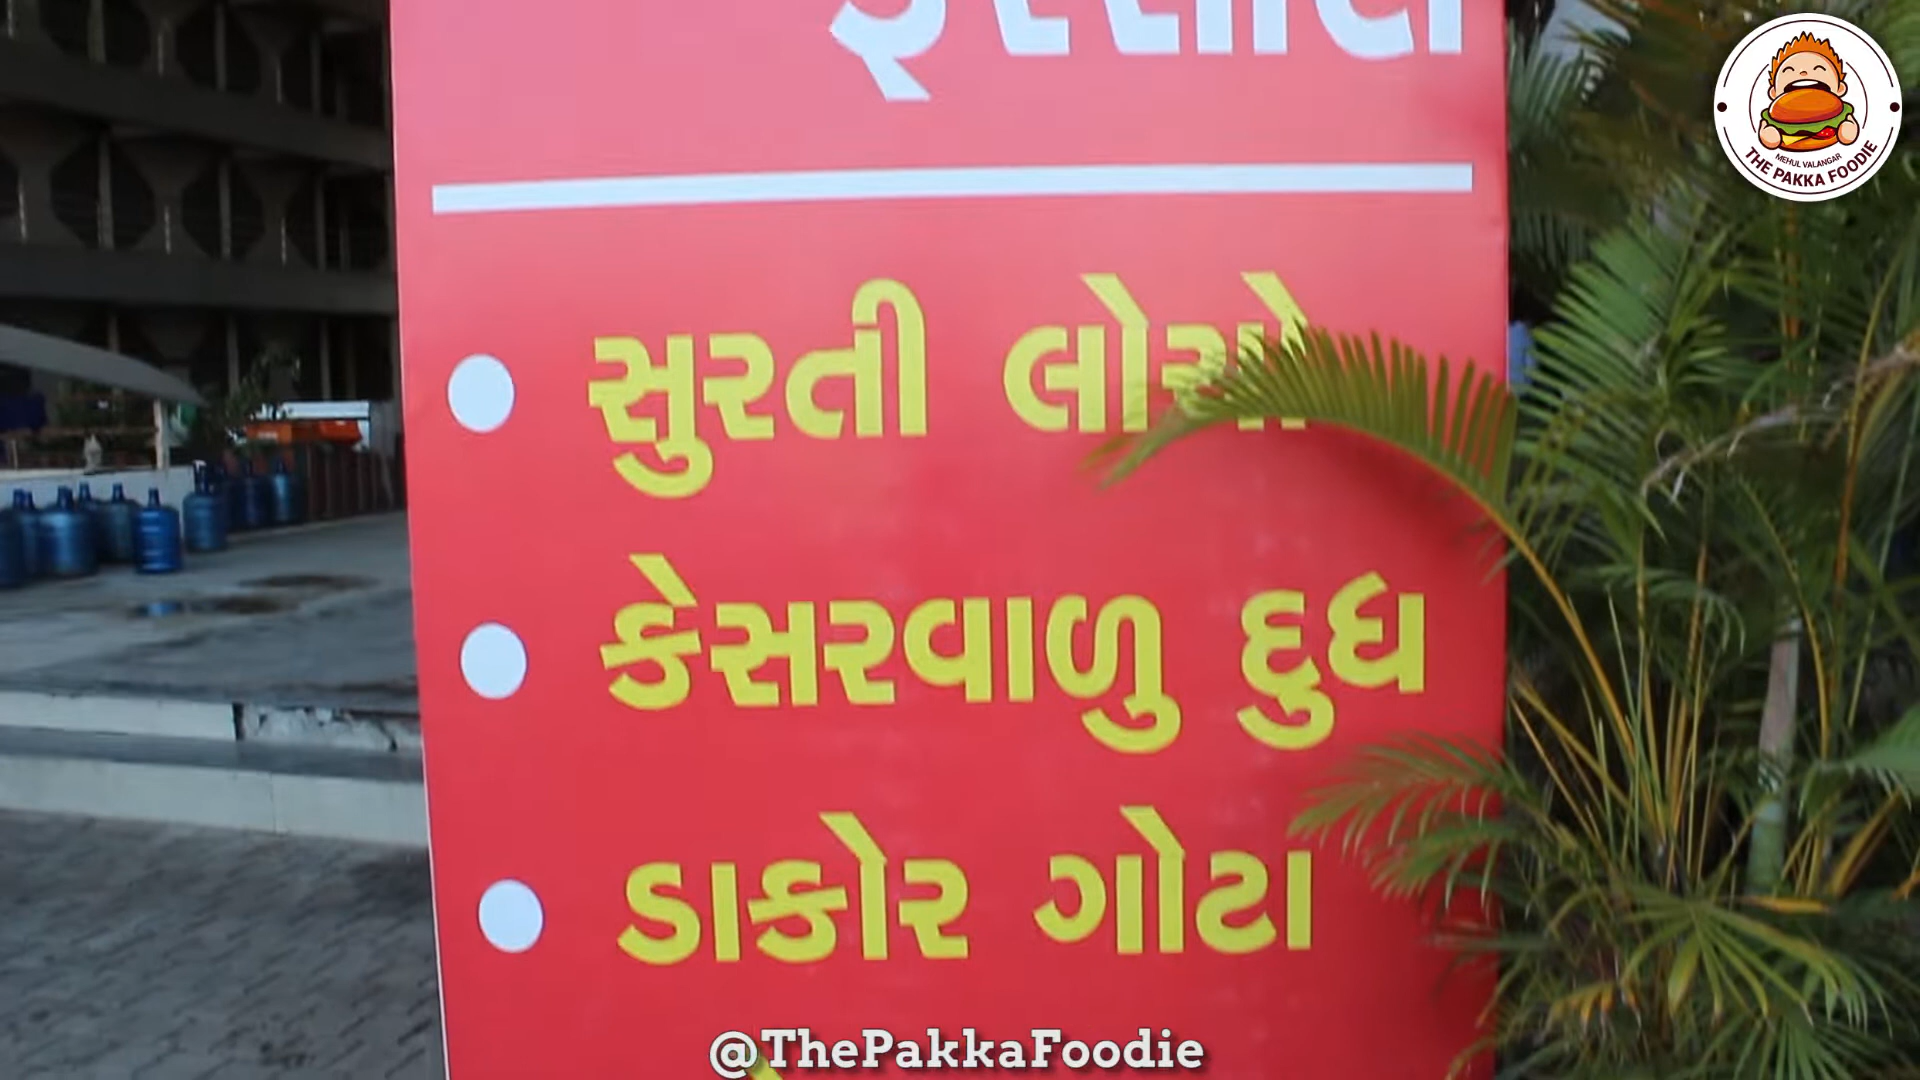 સુરતી લોચો
કેસરવાળુ દુધ
ડાકોર ગોટા
MEHUL VALANGAR
THE PAKKA FOODIE
@ThePakkaFoodie